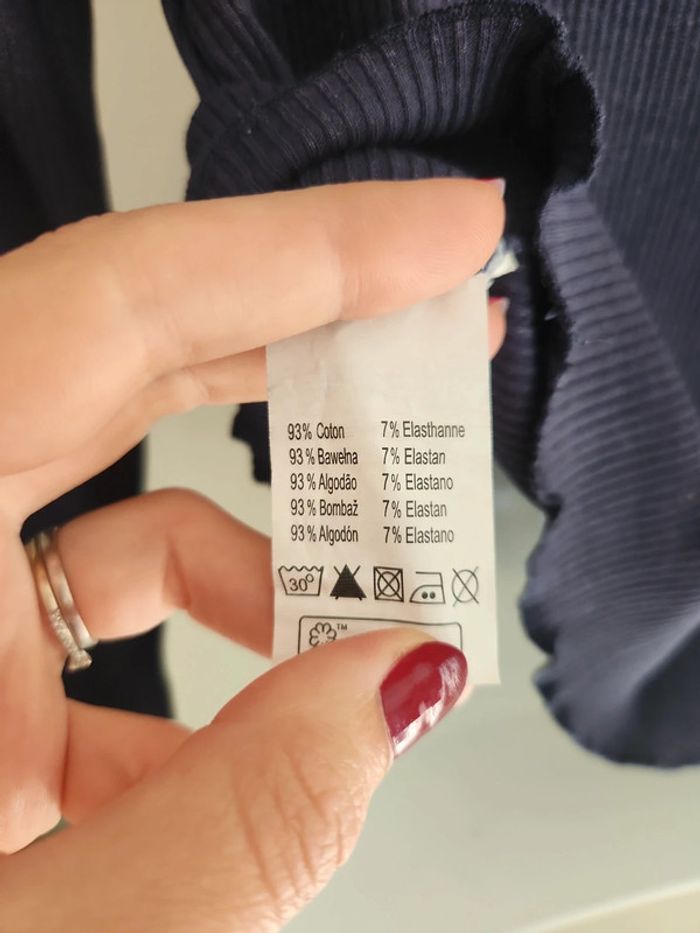 93% Coton 7% Elasthanne
93% Bawełna 7% Elastan
93% Algodão 7% Elastano
93% Bombaž 7% Elastan
93% Algodón 7% Elastano
30°
TM